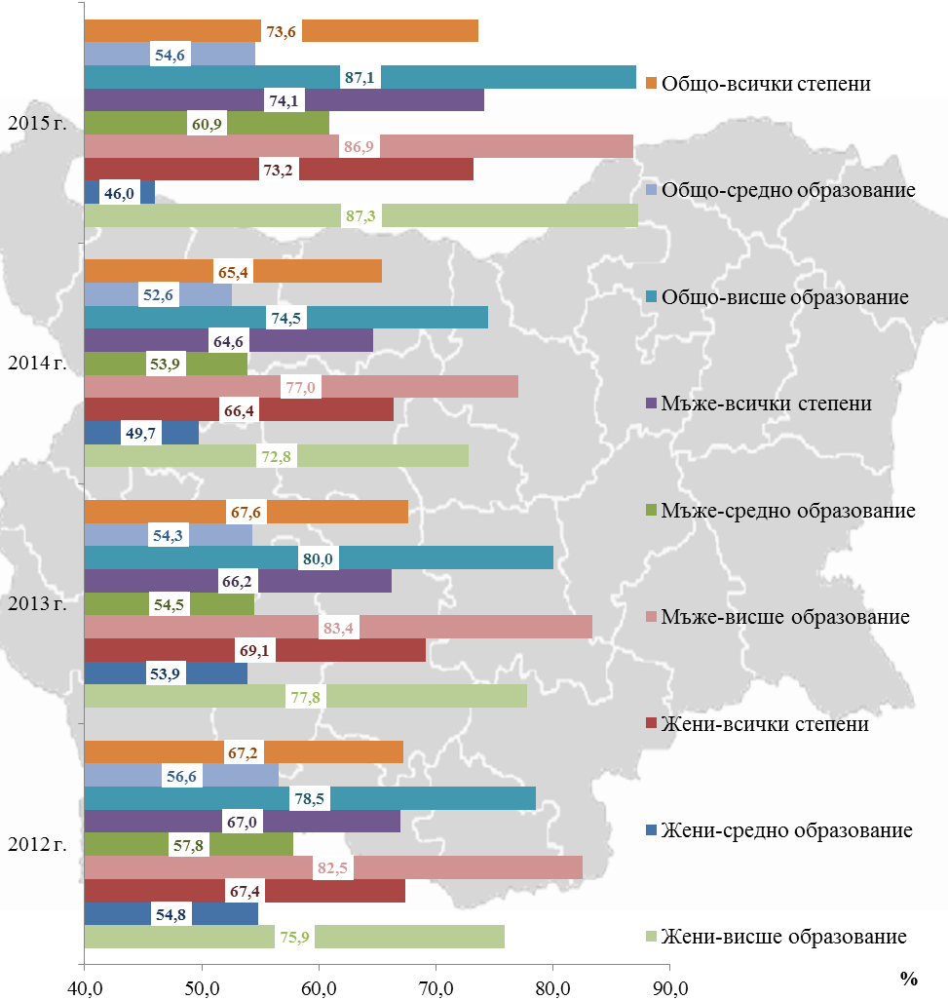 73,6
54,6
87,1
74,1
2015 г.
60,9
86,9
73,2
46,0
87,3
65,4
52,6
74,5
64,6
2014 г.
53,9
77,0
66,4
49,7
72,8
67,6
54,3
80,0
66,2
2013 г.
54,5
83,4
69,1
53,9
77,8
67,2
56,6
78,5
67,0
2012 г.
57,8
82,5
67,4
54,8
75,9
40,0 50,0 60,0 70,0 80,0 90,0
%
Общо-всички степени
Общо-средно образование
Общо-висше образование
Мъже-всички степени
Мъже-средно образование
Мъже-висше образование
Жени-всички степени
Жени-средно образование
Жени-висше образование